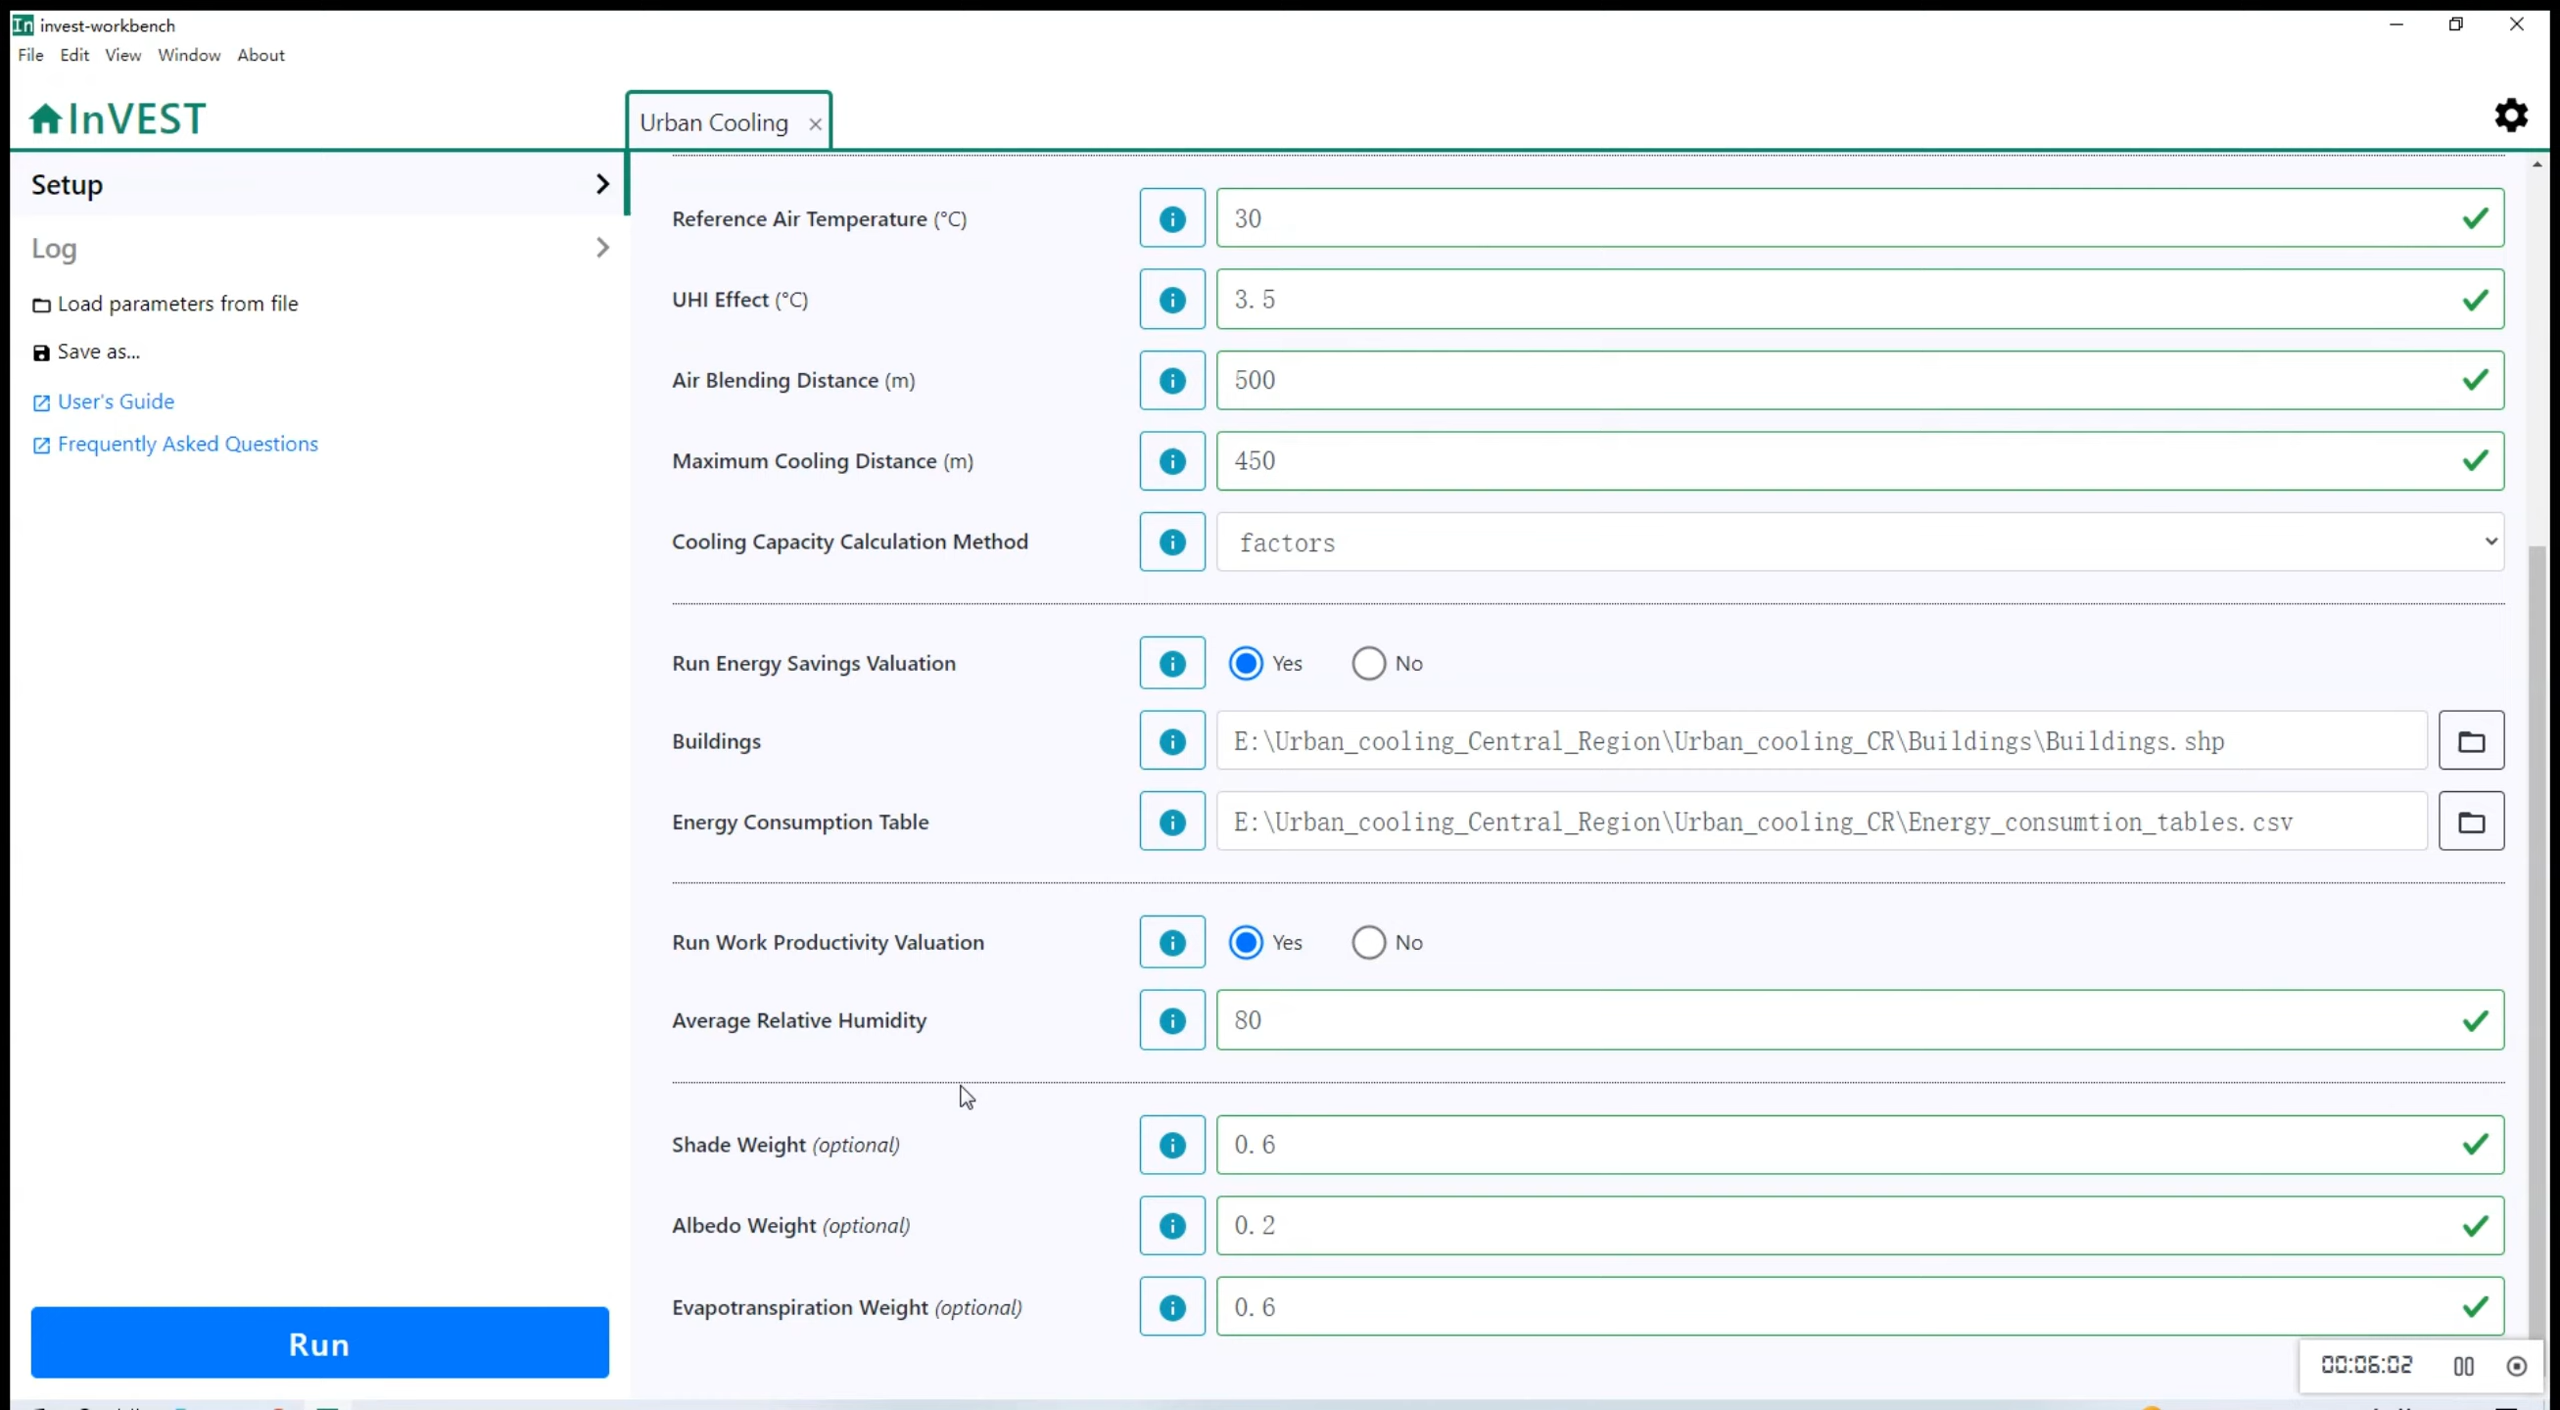 In invest-workbench
File Edit View Window About
InVEST
Urban Cooling ×
Setup
Log
Load parameters from file
Save as...
User's Guide
Frequently Asked Questions
Run
Reference Air Temperature (°C) 30
UHI Effect (°C) 3.5
Air Blending Distance (m) 500
Maximum Cooling Distance (m) 450
Cooling Capacity Calculation Method factors
Run Energy Savings Valuation Yes No
Buildings E:\Urban_cooling_Central_Region\Urban_cooling_CR\Buildings\Buildings.shp
Energy Consumption Table E:\Urban_cooling_Central_Region\Urban_cooling_CR\Energy_consumtion_tables.csv
Run Work Productivity Valuation Yes No
Average Relative Humidity 80
Shade Weight (optional) 0.6
Albedo Weight (optional) 0.2
Evapotranspiration Weight (optional) 0.6
00:06:02